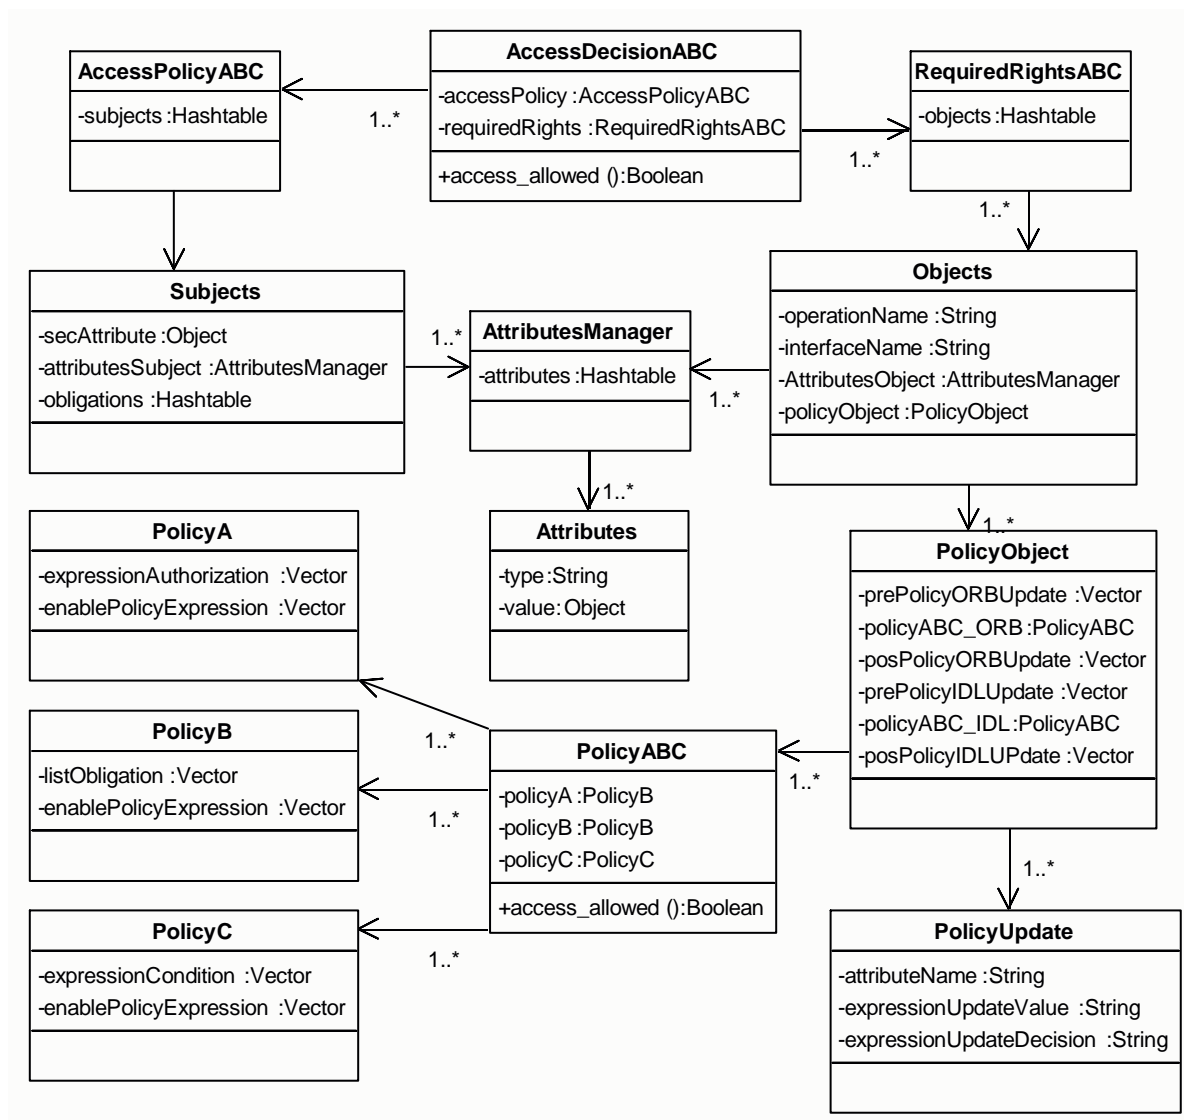 AccessPolicyABC
-subjects:Hashtable
1..*
AccessDecisionABC
-accessPolicy:AccessPolicyABC
-requiredRights:RequiredRightsABC
+access_allowed ():Boolean
1..*
RequiredRightsABC
-objects:Hashtable
1..*
Subjects
-secAttribute:Object
-attributesSubject :AttributesManager
-obligations:Hashtable
1..*
AttributesManager
-attributes:Hashtable
1..*
Objects
-operationName:String
-interfaceName:String
-AttributesObject:AttributesManager
-policyObject:PolicyObject
1..*
Attributes
-type:String
-value:Object
1..*
PolicyObject
-prePolicyORBUpdate :Vector
-policyABC_ORB:PolicyABC
-posPolicyORBUpdate :Vector
-prePolicyIDLUpdate :Vector
-policyABC_IDL:PolicyABC
-posPolicyIDLUPdate :Vector
PolicyA
-expressionAuthorization :Vector
-enablePolicyExpression :Vector
1..*
PolicyB
-listObligation:Vector
-enablePolicyExpression :Vector
1..*
PolicyABC
-policyA:PolicyB
-policyB:PolicyB
-policyC:PolicyC
+access_allowed ():Boolean
1..*
1..*
PolicyC
-expressionCondition :Vector
-enablePolicyExpression :Vector
1..*
PolicyUpdate
-attributeName:String
-expressionUpdateValue :String
-expressionUpdateDecision :String